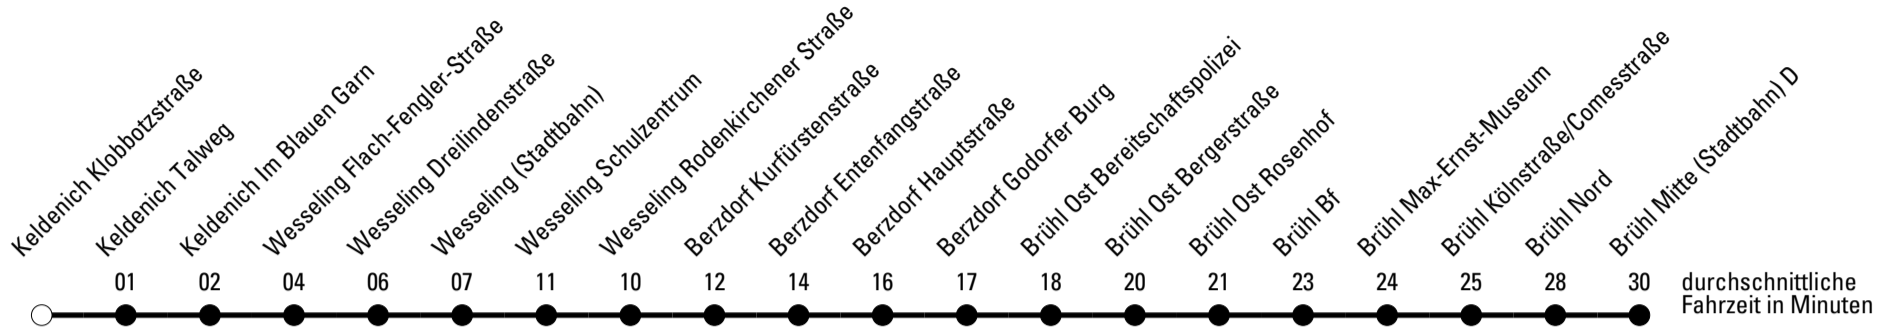 Keldenich Klobbotzstraße
Keldenich Talweg
Keldenich Im Blauen Garn
Wesseling Flach-Fengler-Straße
Wesseling Dreilindenstraße
Wesseling (Stadtbahn)
Wesseling Schulzentrum
Wesseling Rodenkirchener Straße
Berzdorf Kurfürstenstraße
Berzdorf Entenfangstraße
Berzdorf Hauptstraße
Berzdorf Godorfer Burg
Brühl Ost Bereitschaftspolizei
Brühl Ost Bergerstraße
Brühl Ost Rosenhof
Brühl Bf
Brühl Max-Ernst-Museum
Brühl Kölnstraße/Comesstraße
Brühl Nord
Brühl Mitte (Stadtbahn) D
01 02 04 06 07 11 10 12 14 16 17 18 20 21 23 24 25 28 30 durchschnittliche
Fahrzeit in Minuten